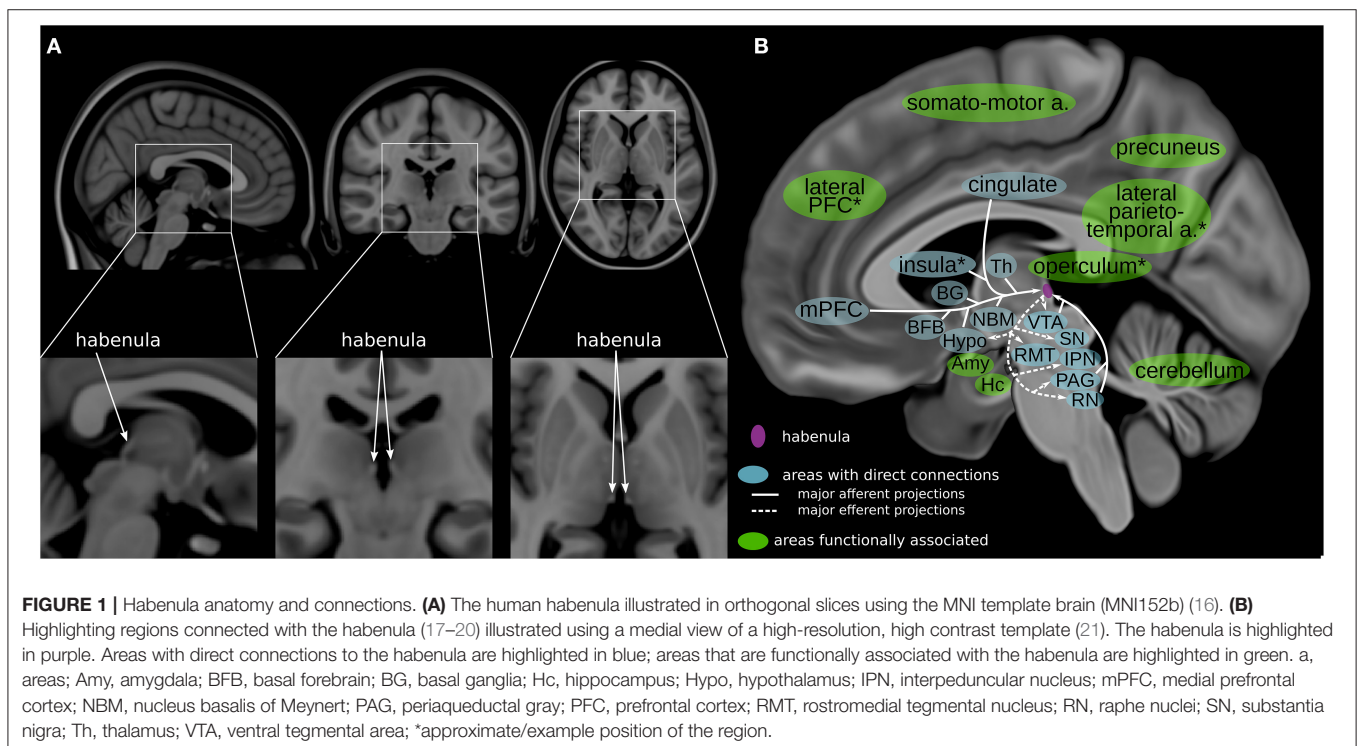 A
habenula
habenula
habenula
B
somato-motor a.
precuneus
lateral
PFC*
cingulate
lateral
parieto-
temporal a.*
insula*
Th
operculum*
BG
mPFC
BFB
NBM
VTA
Hypo
SN
RMT
IPN
Amy
Hc
PAG
RN
cerebellum
habenula
areas with direct connections
major afferent projections
major efferent projections
areas functionally associated
FIGURE 1 | Habenula anatomy and connections. (A) The human habenula illustrated in orthogonal slices using the MNI template brain (MNI152b) (16). (B)
Highlighting regions connected with the habenula (17–20) illustrated using a medial view of a high-resolution, high contrast template (21). The habenula is highlighted
in purple. Areas with direct connections to the habenula are highlighted in blue; areas that are functionally associated with the habenula are highlighted in green. a,
areas; Amy, amygdala; BFB, basal forebrain; BG, basal ganglia; Hc, hippocampus; Hypo, hypothalamus; IPN, interpeduncular nucleus; mPFC, medial prefrontal
cortex; NBM, nucleus basalis of Meynert; PAG, periaqueductal gray; PFC, prefrontal cortex; RMT, rostromedial tegmental nucleus; RN, raphe nuclei; SN, substantia
nigra; Th, thalamus; VTA, ventral tegmental area; *approximate/example position of the region.